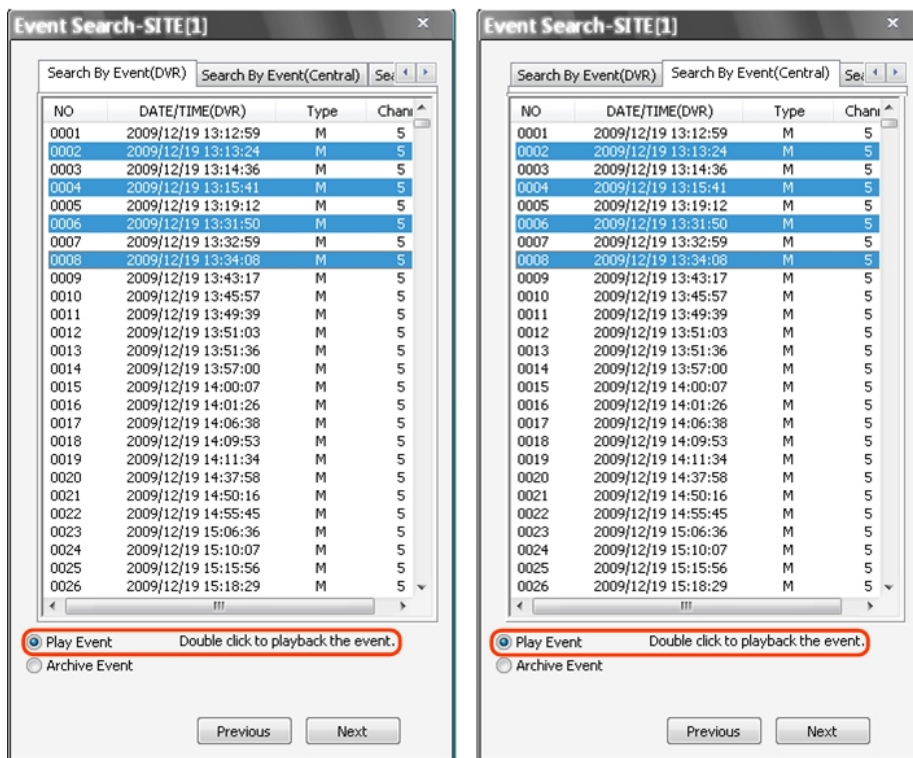 Event Search-SITE[1]
Search By Event(DVR) Search By Event(Central) Sea
NO DATE/TIME(DVR) Type Chann
0001 2009/12/19 13:12:59 M 5
0002 2009/12/19 13:13:24 M 5
0003 2009/12/19 13:14:36 M 5
0004 2009/12/19 13:15:41 M 5
0005 2009/12/19 13:19:12 M 5
0006 2009/12/19 13:31:50 M 5
0007 2009/12/19 13:32:59 M 5
0008 2009/12/19 13:34:08 M 5
0009 2009/12/19 13:43:17 M 5
0010 2009/12/19 13:45:57 M 5
0011 2009/12/19 13:49:39 M 5
0012 2009/12/19 13:51:03 M 5
0013 2009/12/19 13:51:36 M 5
0014 2009/12/19 13:57:00 M 5
0015 2009/12/19 14:00:07 M 5
0016 2009/12/19 14:01:26 M 5
0017 2009/12/19 14:06:38 M 5
0018 2009/12/19 14:09:53 M 5
0019 2009/12/19 14:11:34 M 5
0020 2009/12/19 14:37:58 M 5
0021 2009/12/19 14:50:16 M 5
0022 2009/12/19 14:55:45 M 5
0023 2009/12/19 15:06:36 M 5
0024 2009/12/19 15:10:07 M 5
0025 2009/12/19 15:15:56 M 5
0026 2009/12/19 15:18:29 M 5
Play Event Double click to playback the event.
Archive Event
Previous Next
Event Search-SITE[1]
Search By Event(DVR) Search By Event(Central) Sea
NO DATE/TIME(DVR) Type Chann
0001 2009/12/19 13:12:59 M 5
0002 2009/12/19 13:13:24 M 5
0003 2009/12/19 13:14:36 M 5
0004 2009/12/19 13:15:41 M 5
0005 2009/12/19 13:19:12 M 5
0006 2009/12/19 13:31:50 M 5
0007 2009/12/19 13:32:59 M 5
0008 2009/12/19 13:34:08 M 5
0009 2009/12/19 13:43:17 M 5
0010 2009/12/19 13:45:57 M 5
0011 2009/12/19 13:49:39 M 5
0012 2009/12/19 13:51:03 M 5
0013 2009/12/19 13:51:36 M 5
0014 2009/12/19 13:57:00 M 5
0015 2009/12/19 14:00:07 M 5
0016 2009/12/19 14:01:26 M 5
0017 2009/12/19 14:06:38 M 5
0018 2009/12/19 14:09:53 M 5
0019 2009/12/19 14:11:34 M 5
0020 2009/12/19 14:37:58 M 5
0021 2009/12/19 14:50:16 M 5
0022 2009/12/19 14:55:45 M 5
0023 2009/12/19 15:06:36 M 5
0024 2009/12/19 15:10:07 M 5
0025 2009/12/19 15:15:56 M 5
0026 2009/12/19 15:18:29 M 5
Play Event Double click to playback the event.
Archive Event
Previous Next